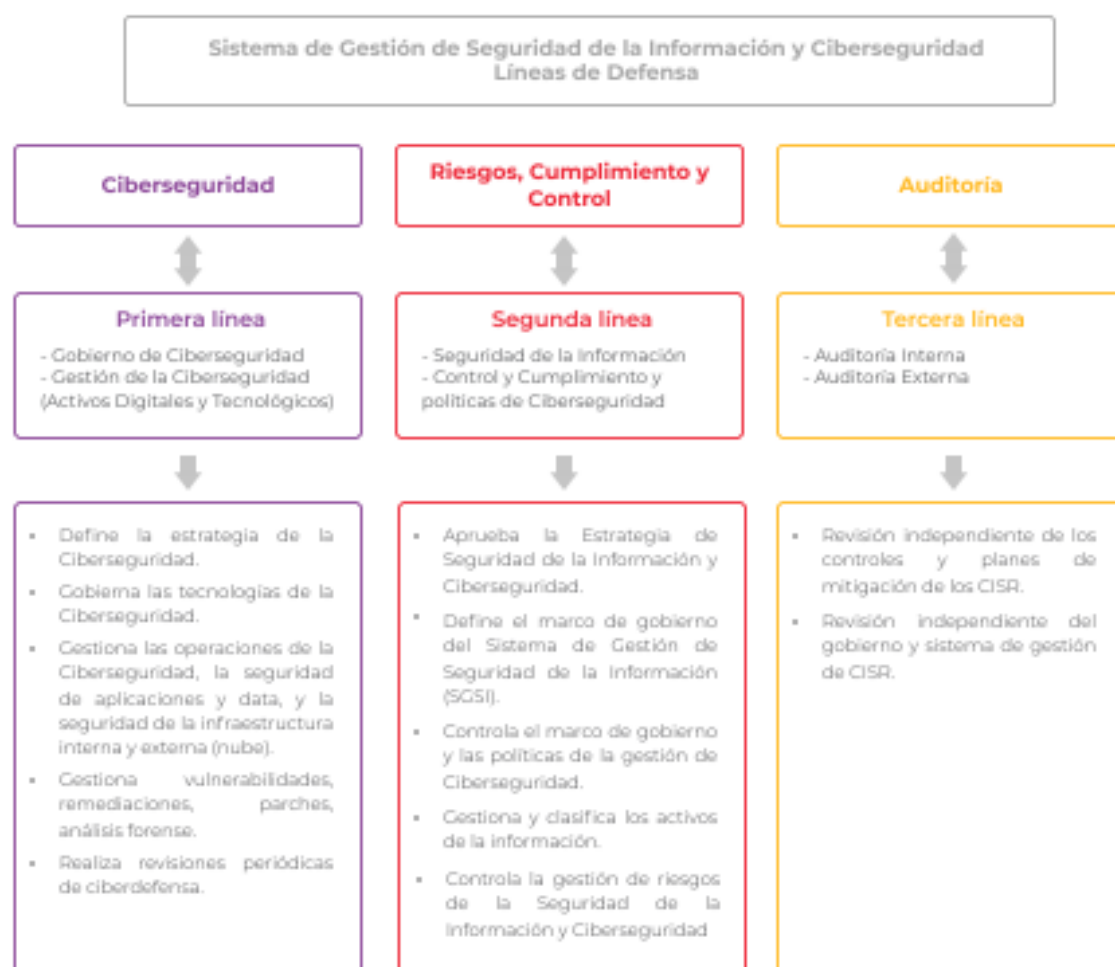 Sistema de Gestión de Seguridad de la Información y Ciberseguridad
Líneas de Defensa
Ciberseguridad
Primera línea
- Gobierno de Ciberseguridad
- Gestión de la Ciberseguridad
(Activos Digitales y Tecnológicos)
▪ Define la estrategia de la
Ciberseguridad.
▪ Gobierna las tecnologías de la
Ciberseguridad.
▪ Gestiona las operaciones de la
Ciberseguridad, la seguridad
de aplicaciones y data, y la
seguridad de la infraestructura
interna y externa (nube).
▪ Gestiona vulnerabilidades,
remediaciones, parches,
análisis forense.
▪ Realiza revisiones periódicas
de ciberdefensa.
Riesgos, Cumplimiento y
Control
Segunda línea
- Seguridad de la Información
- Control y Cumplimiento y
políticas de Ciberseguridad
▪ Aprueba la Estrategia de
Seguridad de la Información y
Ciberseguridad.
▪ Define el marco de gobierno
del Sistema de Gestión de
Seguridad de la Información
(SGSI).
▪ Controla el marco de gobierno
y las políticas de la gestión de
Ciberseguridad.
▪ Gestiona y clasifica los activos
de la información.
▪ Controla la gestión de riesgos
de la Seguridad de la
Información y Ciberseguridad
Auditoría
Tercera línea
- Auditoría Interna
- Auditoría Externa
▪ Revisión independiente de los
controles y planes de
mitigación de los CISR.
▪ Revisión independiente del
gobierno y sistema de gestión
de CISR.